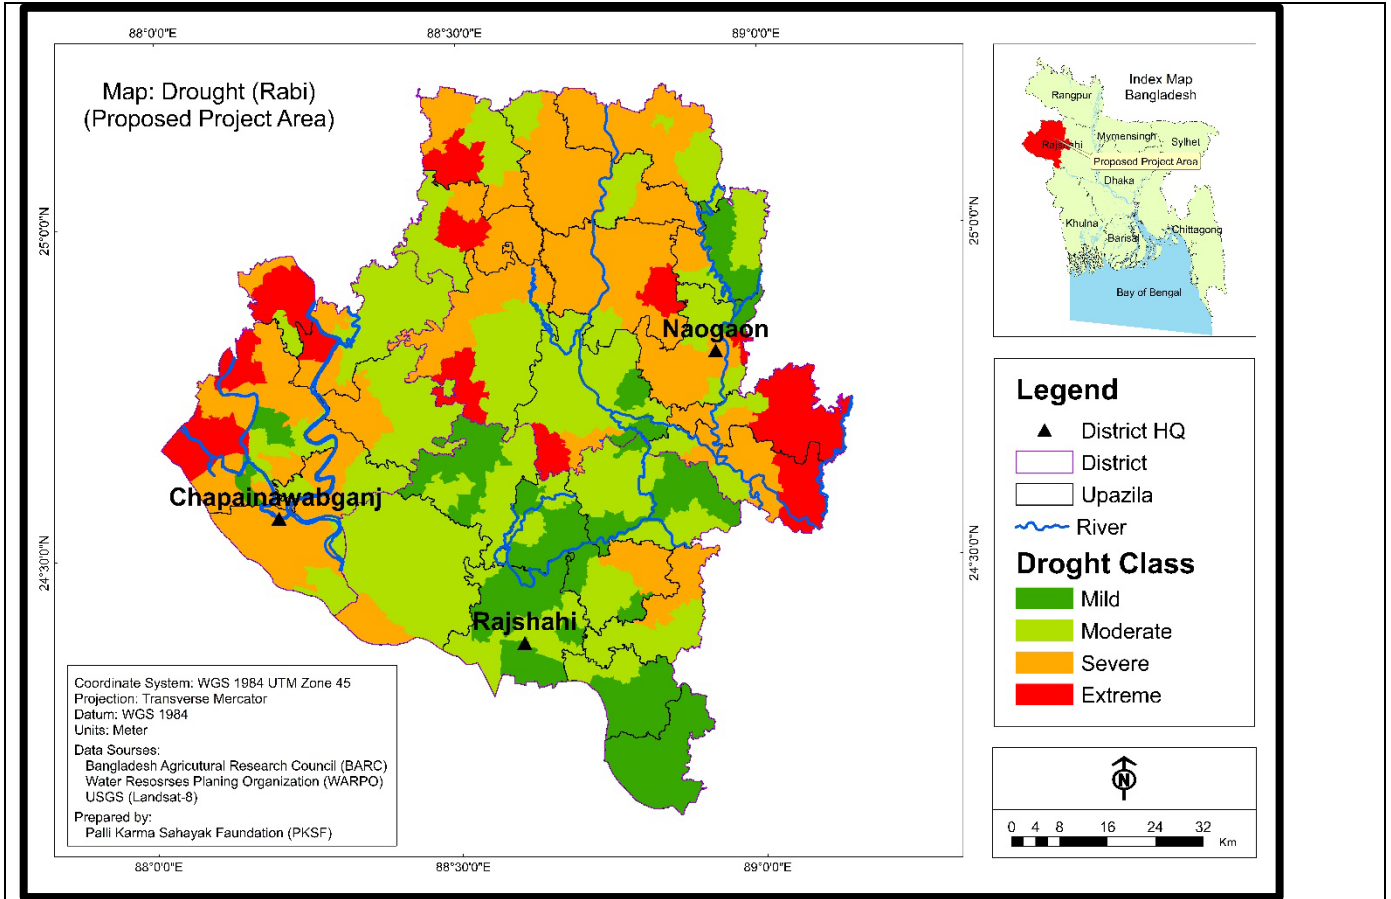 88°0'0"E
88°30'0"E
89°0'0"E
Map: Drought (Rabi)
(Proposed Project Area)
25°0'0"N
24°30'0"N
25°0'0"N
24°30'0"N
Naogaon
Chapainawabganj
Rajshahi
Coordinate System: WGS 1984 UTM Zone 45
Projection: Transverse Mercator
Datum: WGS 1984
Units: Meter
Data Sourses:
Bangladesh Agricutural Research Council (BARC)
Water Resosrses Planing Organization (WARPO)
USGS (Landsat-8)
Prepared by:
Palli Karma Sahayak Foundation (PKSF)
88°0'0"E
88°30'0"E
89°0'0"E
Index Map
Bangladesh
Rangpur
Mymensingh
Sylhet
Rajshahi
Proposed Project Area
Dhaka
Khulna
Barisal
Chittagong
Bay of Bengal
Legend
District HQ
District
Upazila
River
Droght Class
Mild
Moderate
Severe
Extreme
N
0 4 8 16 24 32
Km